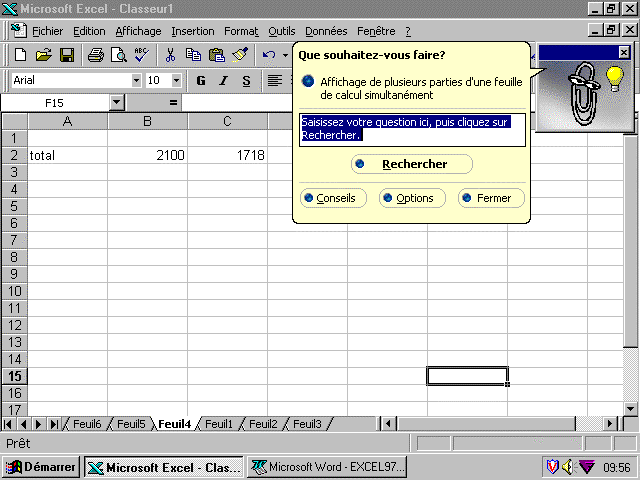 Microsoft Excel - Classeur1
Fichier Edition Affichage Insertion Format Outils Données Fenêtre ?
Arial 10 G I S
F15 =
A B C
1
2 total 2100 1718
3
4
5
6
7
8
9
10
11
12
13
14
15
16
17
Que souhaitez-vous faire?
Affichage de plusieurs parties d'une feuille
de calcul simultanément
Saisissez votre question ici, puis cliquez sur
Rechercher.
Rechercher
Conseils Options Fermer
Feuil6 Feuil5 Feuil4 Feuil1 Feuil2 Feuil3
Prêt
Démarrer Microsoft Excel - Clas... Microsoft Word - EXCEL97... 09:56